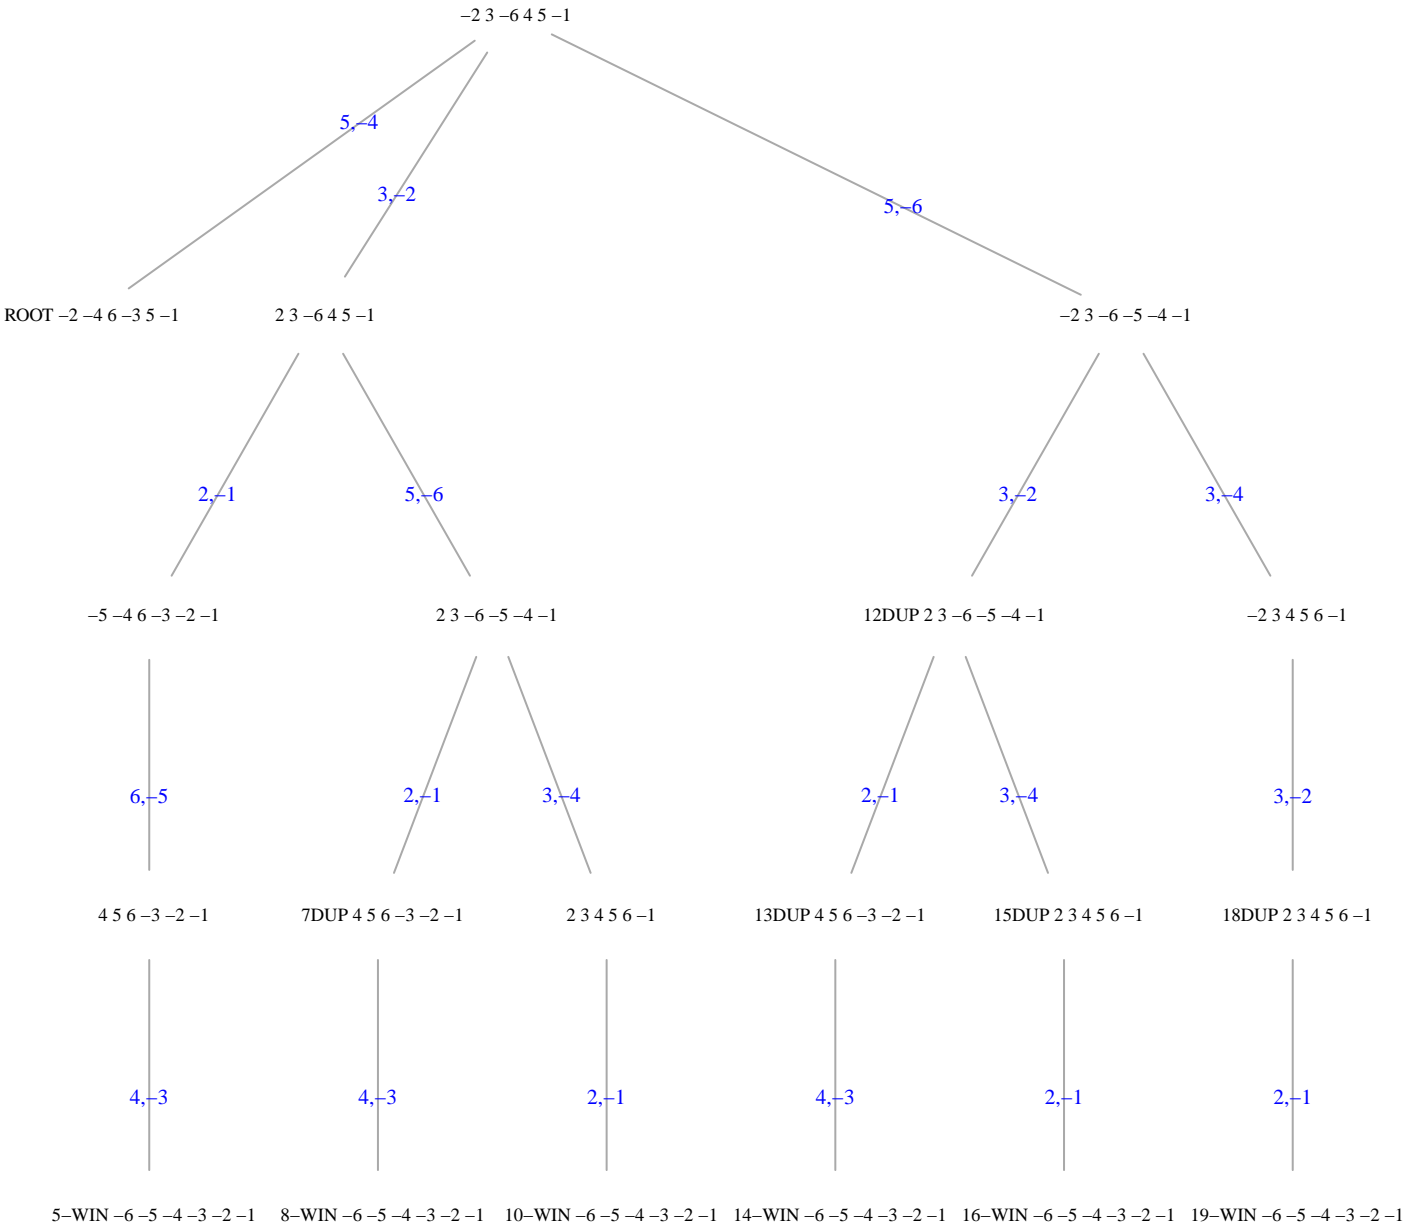 –2 3 –6 4 5 –1
5,–4
3,–2
5,–6
ROOT –2 –4 6 –3 5 –1
2 3 –6 4 5 –1
–2 3 –6 –5 –4 –1
2,–1
5,–6
3,–2
3,–4
–5 –4 6 –3 –2 –1
2 3 –6 –5 –4 –1
12DUP 2 3 –6 –5 –4 –1
–2 3 4 5 6 –1
6,–5
2,–1
3,–4
2,–1
3,–4
3,–2
4 5 6 –3 –2 –1
7DUP 4 5 6 –3 –2 –1
2 3 4 5 6 –1
13DUP 4 5 6 –3 –2 –1
15DUP 2 3 4 5 6 –1
18DUP 2 3 4 5 6 –1
4,–3
4,–3
2,–1
4,–3
2,–1
2,–1
5–WIN –6 –5 –4 –3 –2 –1
8–WIN –6 –5 –4 –3 –2 –1
10–WIN –6 –5 –4 –3 –2 –1
14–WIN –6 –5 –4 –3 –2 –1
16–WIN –6 –5 –4 –3 –2 –1
19–WIN –6 –5 –4 –3 –2 –1